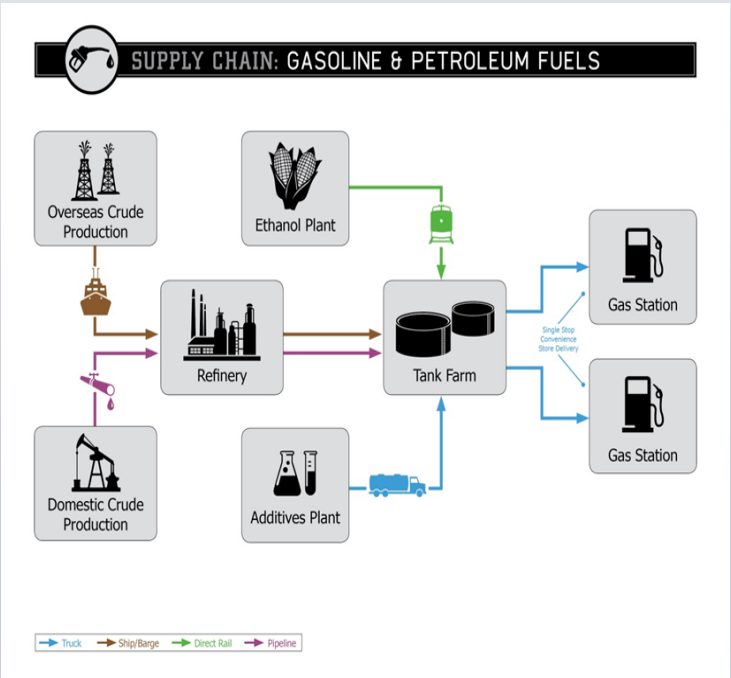 SUPPLY CHAIN: GASOLINE & PETROLEUM FUELS
Overseas Crude
Production
Ethanol Plant
Gas Station
Refinery
Tank Farm
Single Stop
Convenience
Store Delivery
Gas Station
Domestic Crude
Production
Additives Plant
Truck
Ship/Barge
Direct Rail
Pipeline